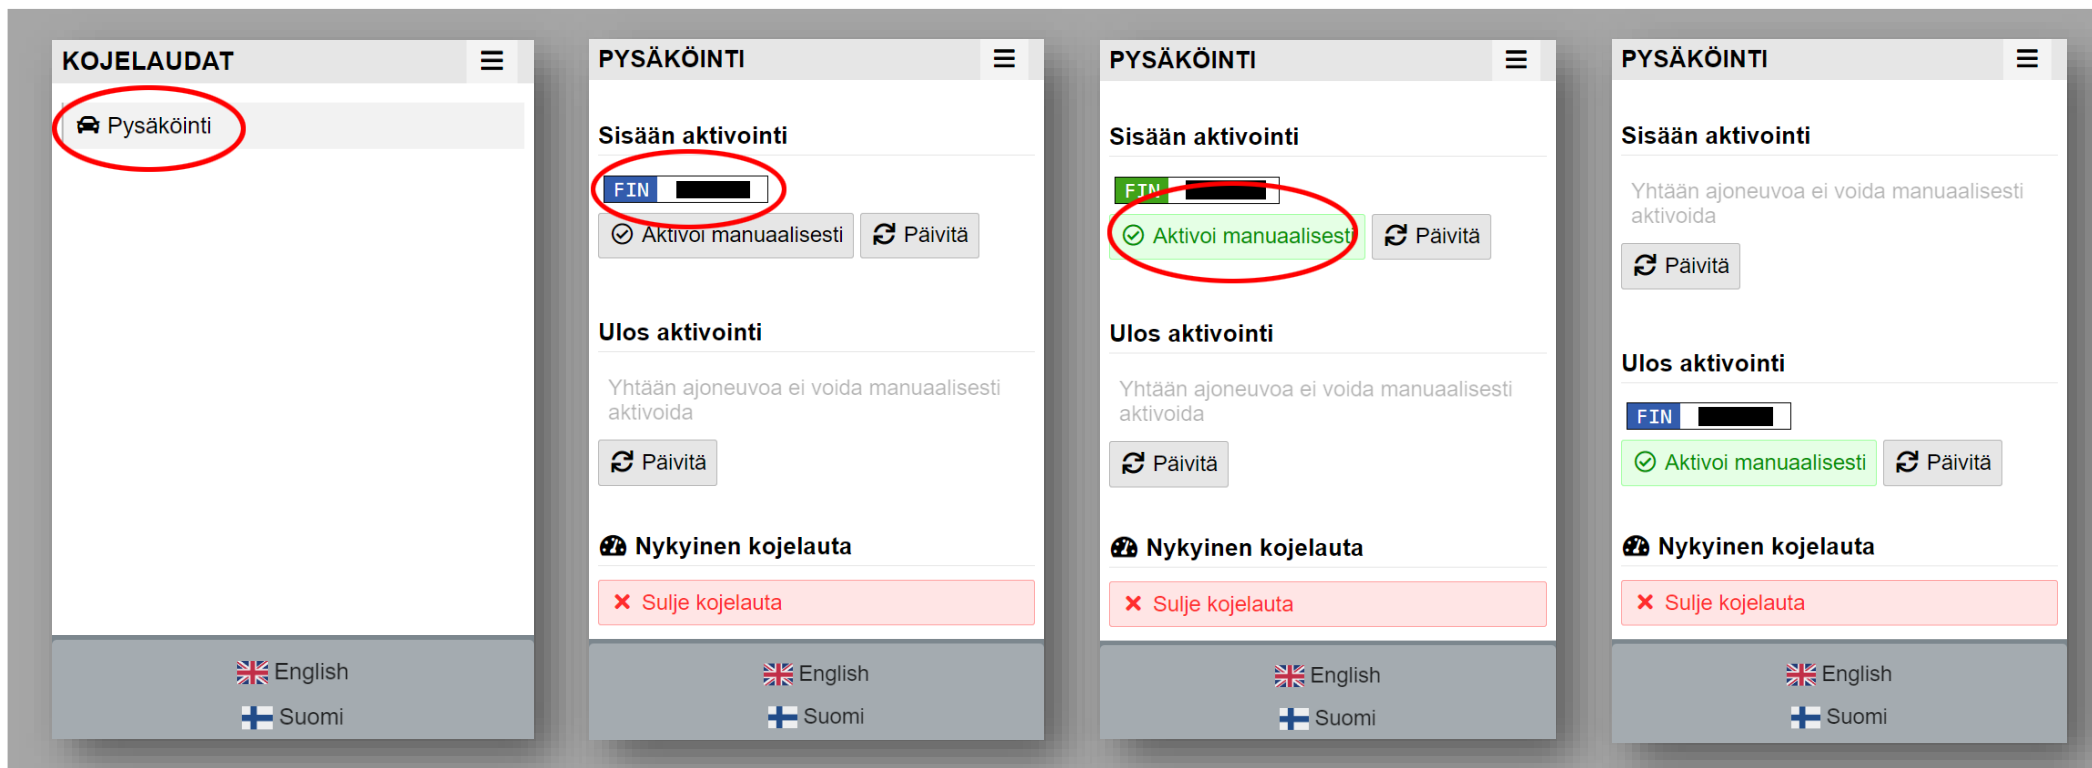 KOJELAUDAT
Pysäköinti
English
Suomi
PYSÄKÖINTI
Sisään aktivointi
FIN
Aktivoi manuaalisesti
Päivitä
Ulos aktivointi
Yhtään ajoneuvoa ei voida manuaalisesti
aktivoida
Päivitä
Nykyinen kojelauta
Sulje kojelauta
English
Suomi
PYSÄKÖINTI
Sisään aktivointi
FIN
Aktivoi manuaalisesti
Päivitä
Ulos aktivointi
Yhtään ajoneuvoa ei voida manuaalisesti
aktivoida
Päivitä
Nykyinen kojelauta
Sulje kojelauta
English
Suomi
PYSÄKÖINTI
Sisään aktivointi
Yhtään ajoneuvoa ei voida manuaalisesti
aktivoida
Päivitä
Ulos aktivointi
FIN
Aktivoi manuaalisesti
Päivitä
Nykyinen kojelauta
Sulje kojelauta
English
Suomi